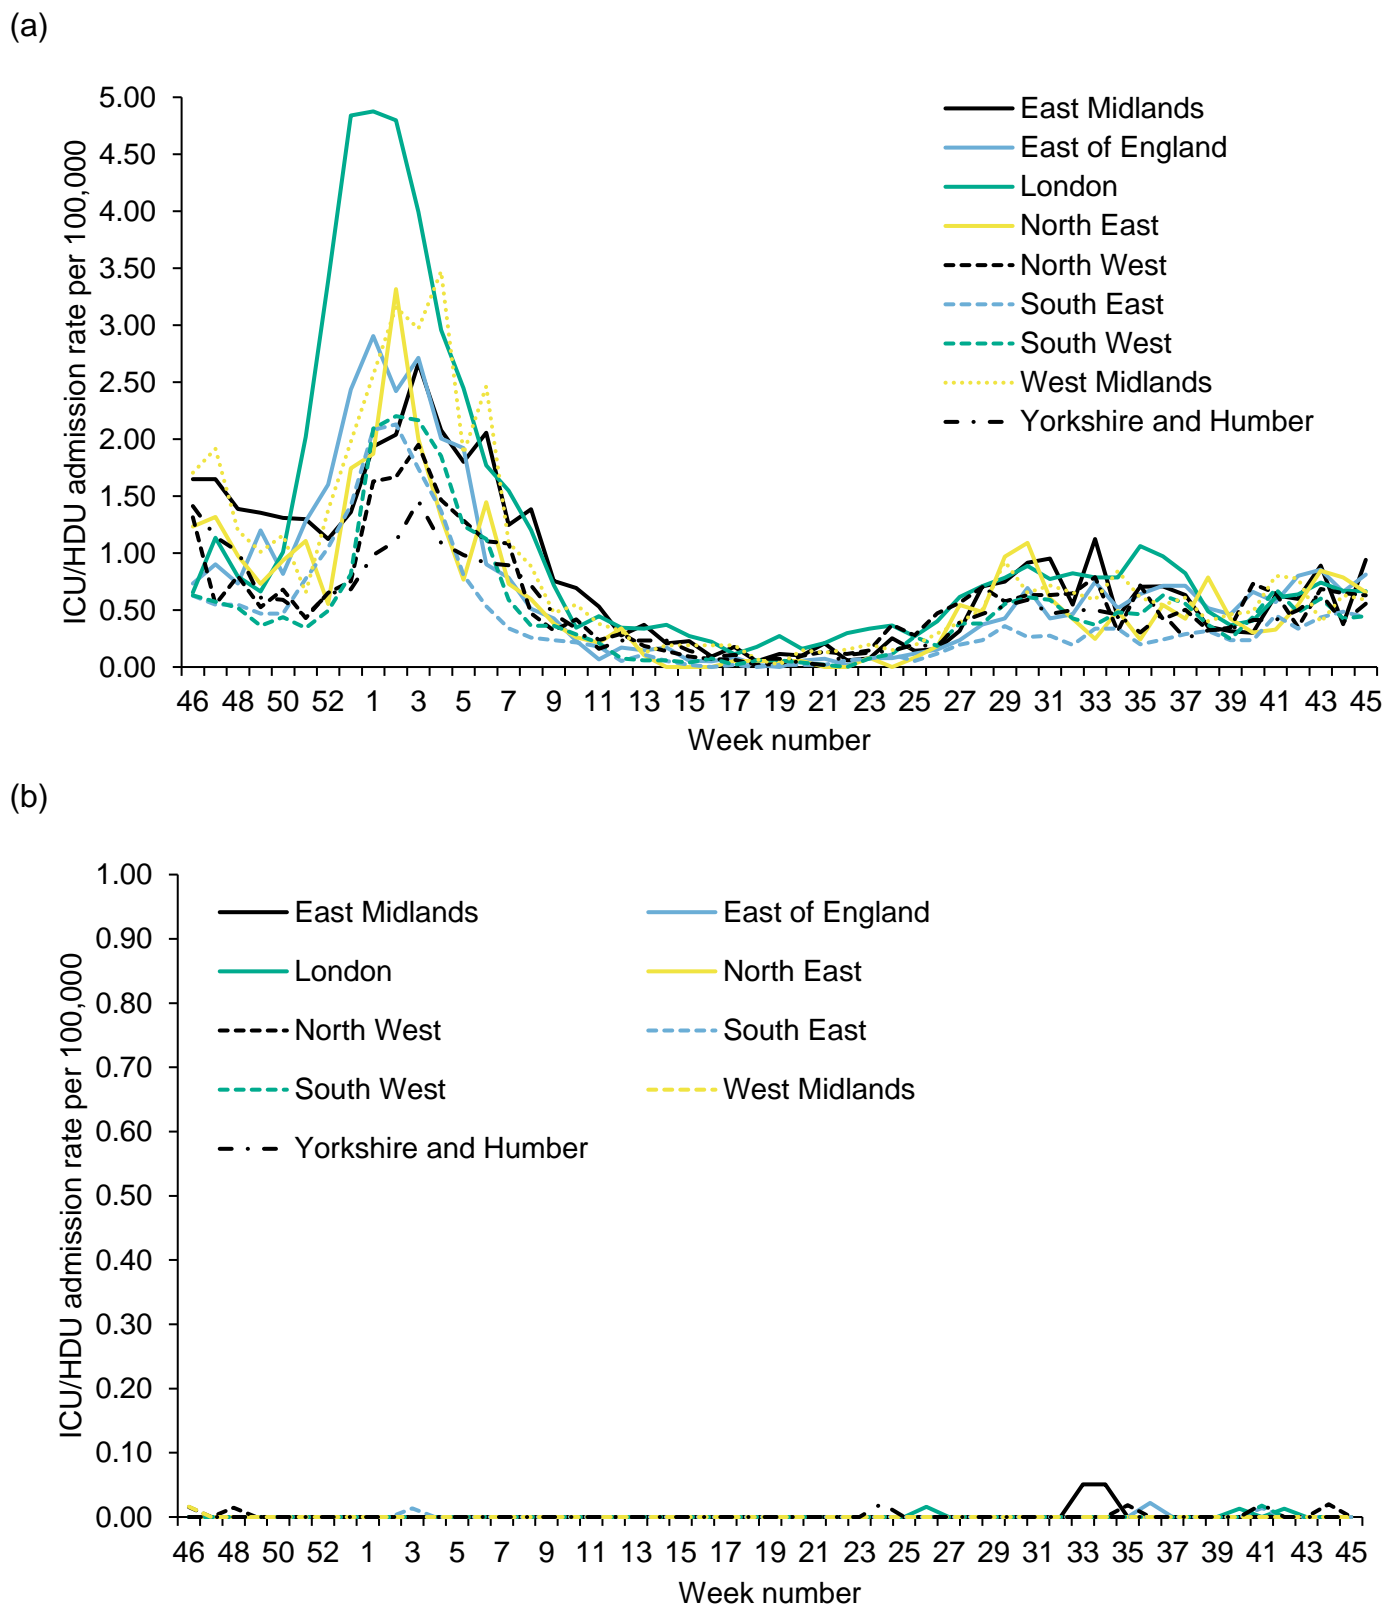 (a)
ICU/HDU admission rate per 100,000
5.00
4.50
4.00
3.50
3.00
2.50
2.00
1.50
1.00
0.50
0.00
East Midlands
East of England
London
North East
North West
South East
South West
West Midlands
Yorkshire and Humber
46 48 50 52 1 3 5 7 9 11 13 15 17 19 21 23 25 27 29 31 33 35 37 39 41 43 45
Week number
(b)
ICU/HDU admission rate per 100,000
1.00
0.90
0.80
0.70
0.60
0.50
0.40
0.30
0.20
0.10
0.00
East Midlands East of England
London North East
North West South East
South West West Midlands
Yorkshire and Humber
46 48 50 52 1 3 5 7 9 11 13 15 17 19 21 23 25 27 29 31 33 35 37 39 41 43 45
Week number